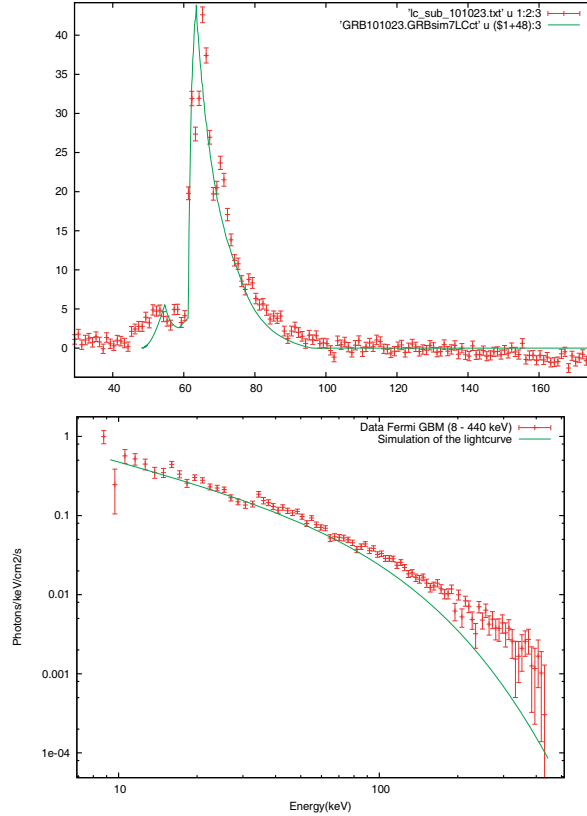 'lc_sub_101023.txt' u 1:2:3
'GRB101023.GRBsim7LCct' u ($1+48):3
40
35
30
25
20
15
10
5
0
40 60 80 100 120 140 160
Data Fermi GBM (8 - 440 keV)
Simulation of the lightcurve
1
0.1
0.01
0.001
1e-04
Photons/keV/cm2/s
10 100
Energy(keV)